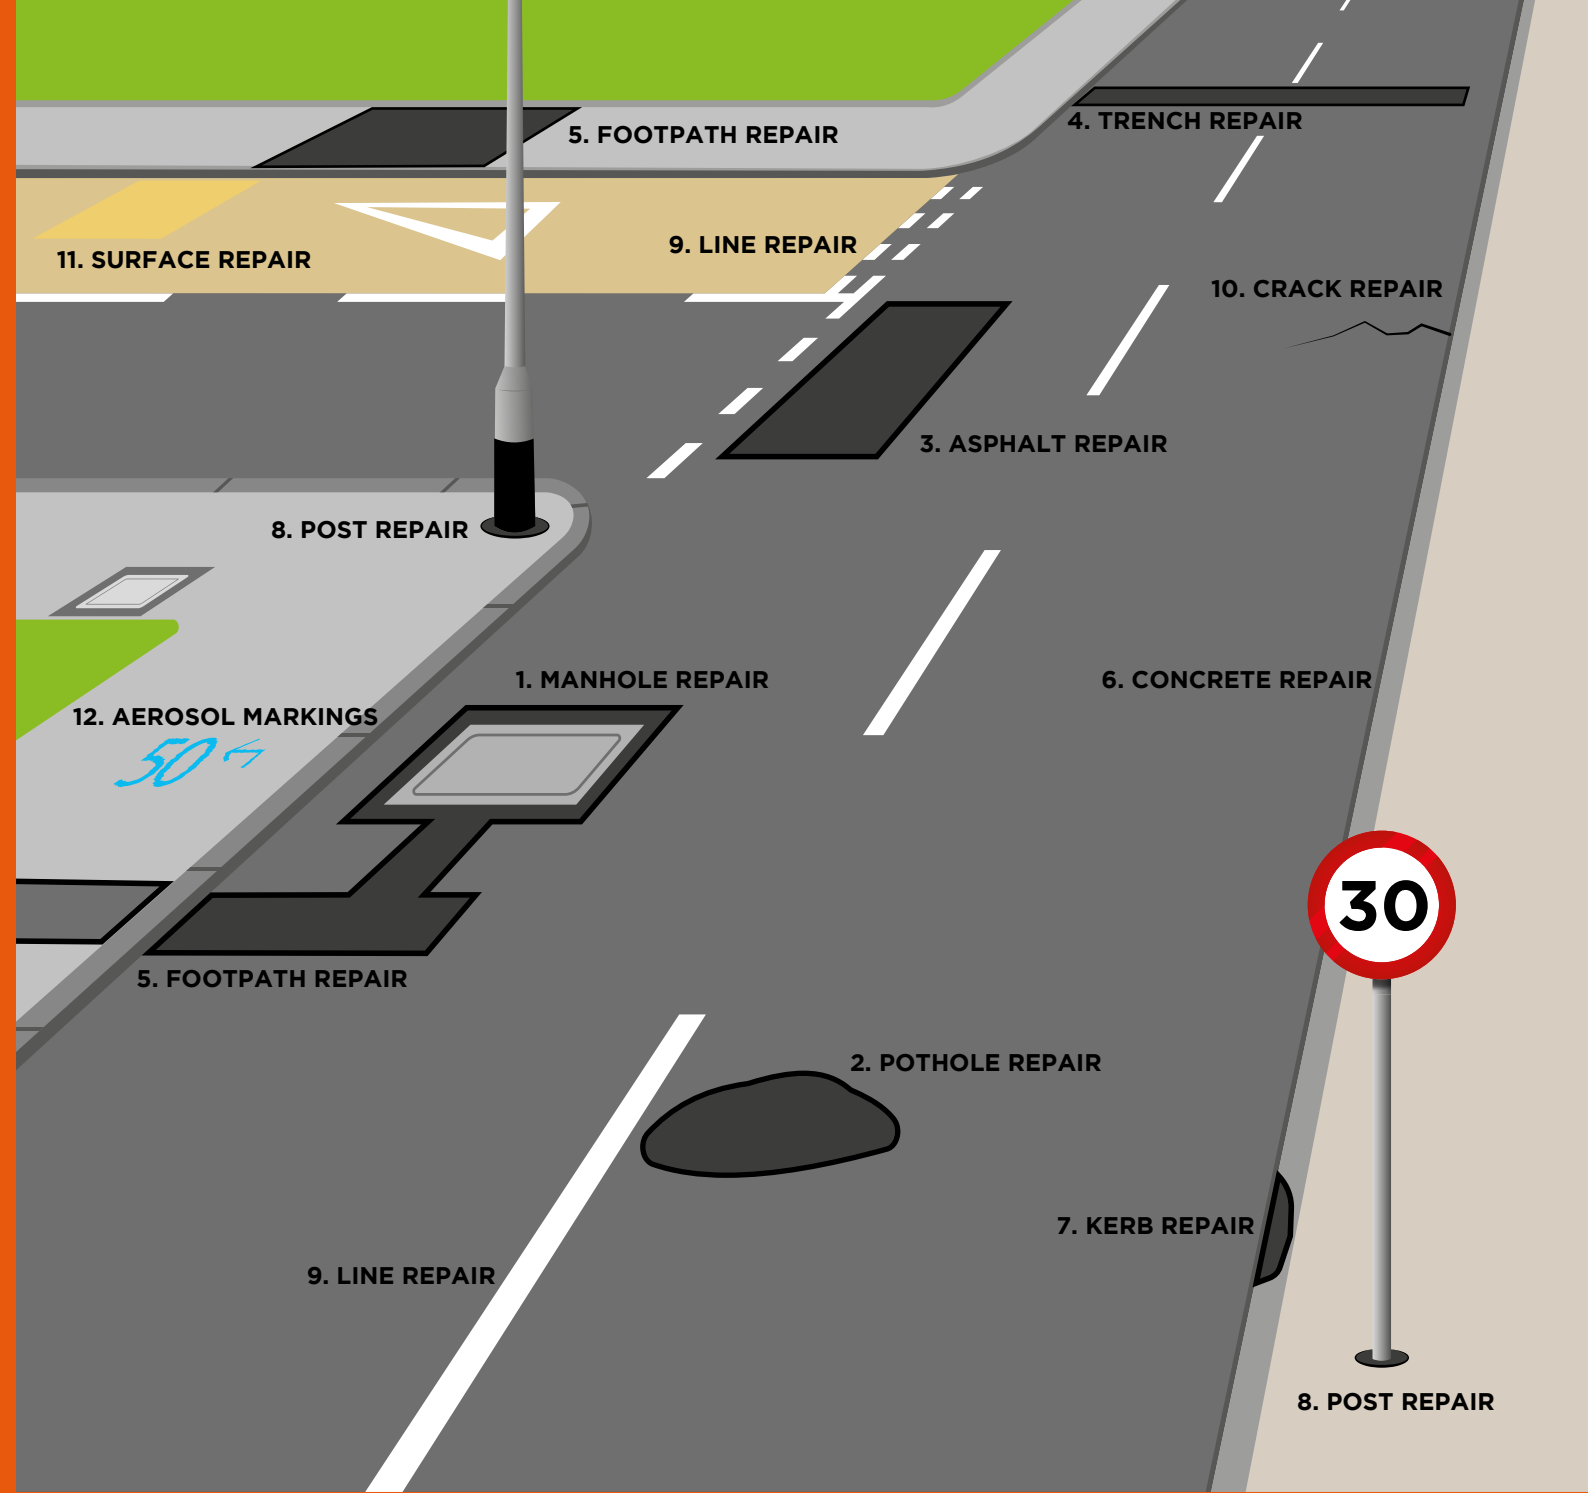 4. TRENCH REPAIR
5. FOOTPATH REPAIR
9. LINE REPAIR
11. SURFACE REPAIR
10. CRACK REPAIR
3. ASPHALT REPAIR
8. POST REPAIR
1. MANHOLE REPAIR
6. CONCRETE REPAIR
12. AEROSOL MARKINGS
50
30
5. FOOTPATH REPAIR
2. POTHOLE REPAIR
7. KERB REPAIR
9. LINE REPAIR
8. POST REPAIR